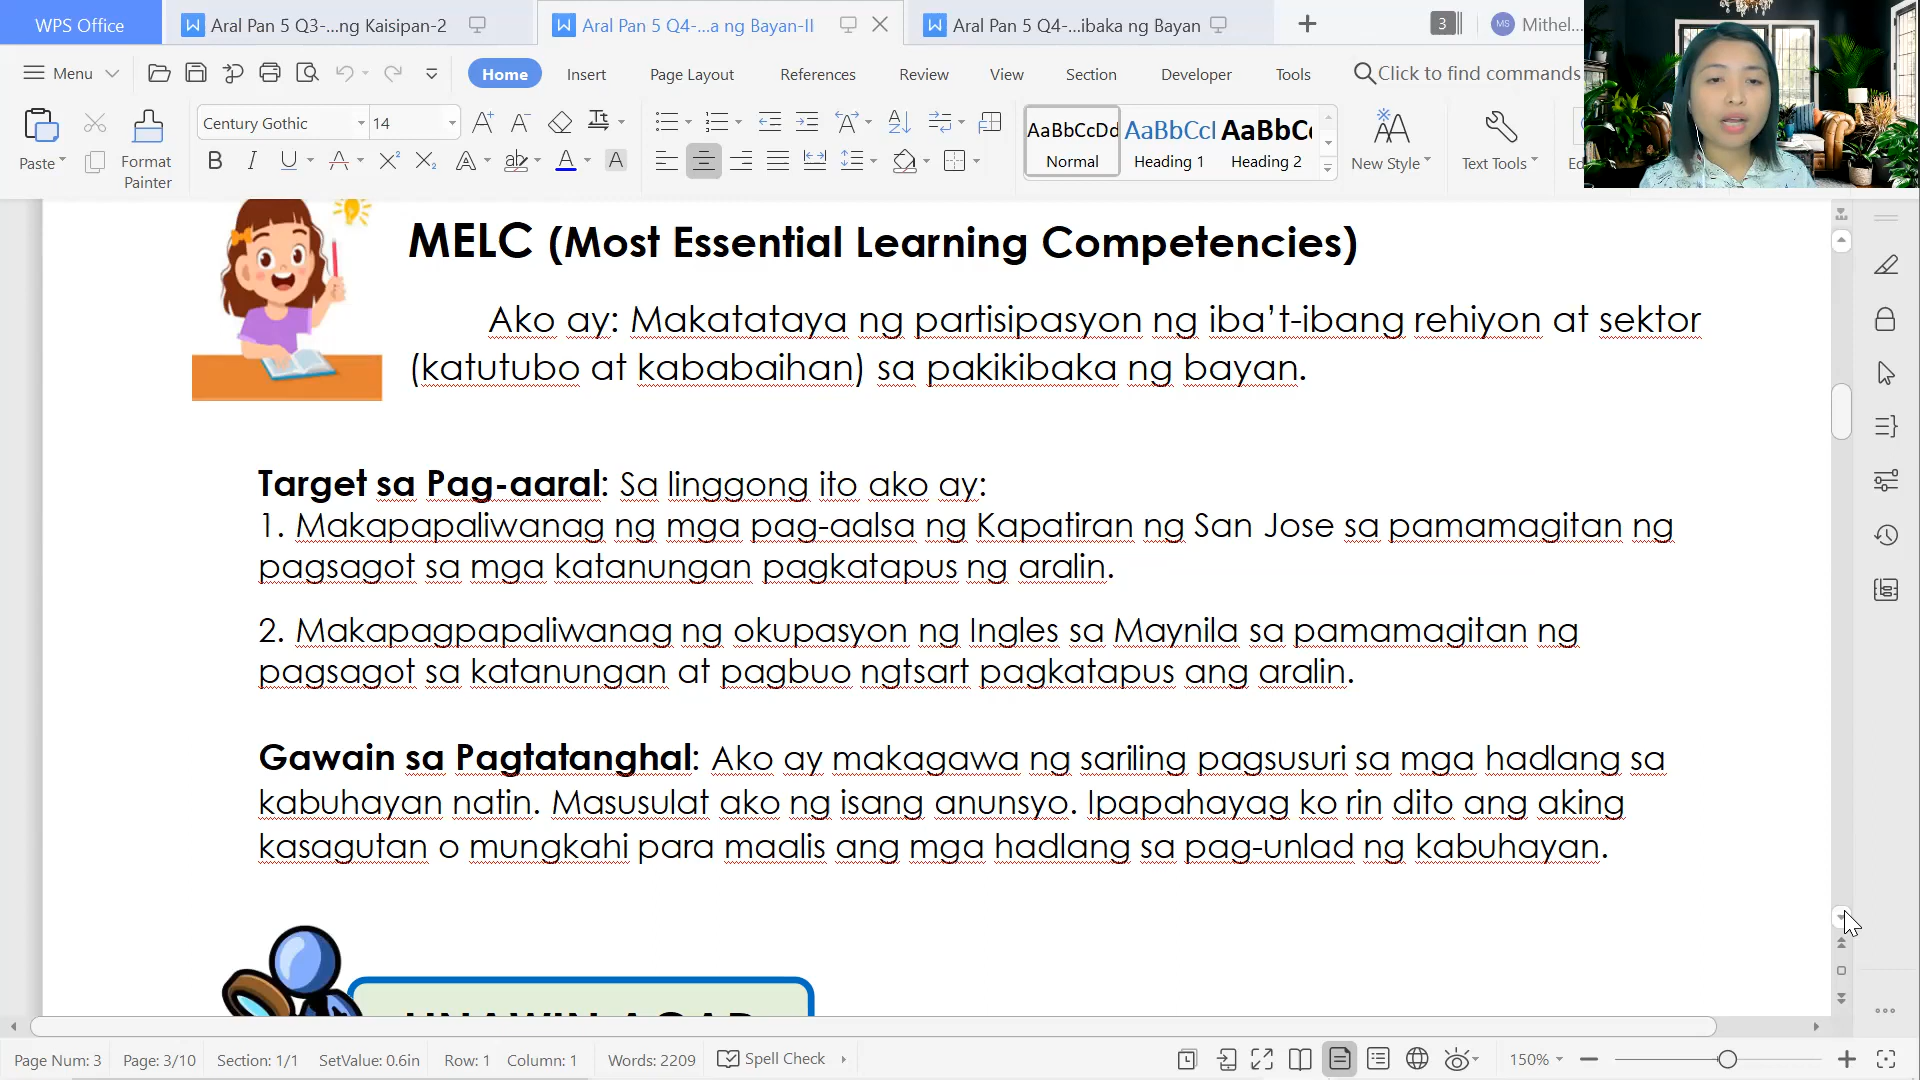 WPS Office
Aral Pan 5 Q3-...ng Kaisipan-2
Aral Pan 5 Q4-...a ng Bayan-II
Aral Pan 5 Q4-...ibaka ng Bayan
3
MS
Mithel...
Menu
Home
Insert
Page Layout
References
Review
View
Section
Developer
Tools
Click to find commands
Paste
Format Painter
Century Gothic
14
AaBbCcDd
Normal
AaBbCcl
Heading 1
AaBbC
Heading 2
New Style
Text Tools
MELC (Most Essential Learning Competencies)
Ako ay: Makatataya ng partisipasyon ng iba’t-ibang rehiyon at sektor
(katutubo at kababaihan) sa pakikibaka ng bayan.
Target sa Pag-aaral: Sa linggong ito ako ay:
1. Makapapaliwanag ng mga pag-aalsa ng Kapatiran ng San Jose sa pamamagitan ng
pagsagot sa mga katanungan pagkatapus ng aralin.
2. Makapagpapaliwanag ng okupasyon ng Ingles sa Maynila sa pamamagitan ng
pagsagot sa katanungan at pagbuo ngtsart pagkatapus ang aralin.
Gawain sa Pagtatanghal: Ako ay makagawa ng sariling pagsusuri sa mga hadlang sa
kabuhayan natin. Masusulat ako ng isang anunsyo. Ipapahayag ko rin dito ang aking
kasagutan o mungkahi para maalis ang mga hadlang sa pag-unlad ng kabuhayan.
Page Num: 3
Page: 3/10
Section: 1/1
SetValue: 0.6in
Row: 1
Column: 1
Words: 2209
Spell Check
150%